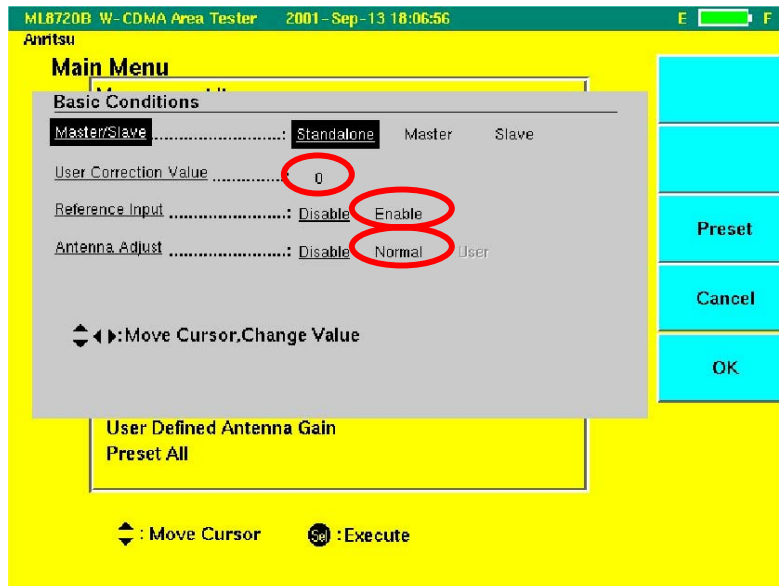 ML8720B W-CDMA Area Tester 2001-Sep-13 18:06:56 E F
Anritsu
Main Menu
Basic Conditions
Master/Slave ........................: Standalone Master Slave
User Correction Value .............: 0
Reference Input ......................: Disable Enable
Antenna Adjust ......................: Disable Normal User
:Move Cursor,Change Value
User Defined Antenna Gain
Preset All
: Move Cursor Sel :Execute
Preset
Cancel
OK